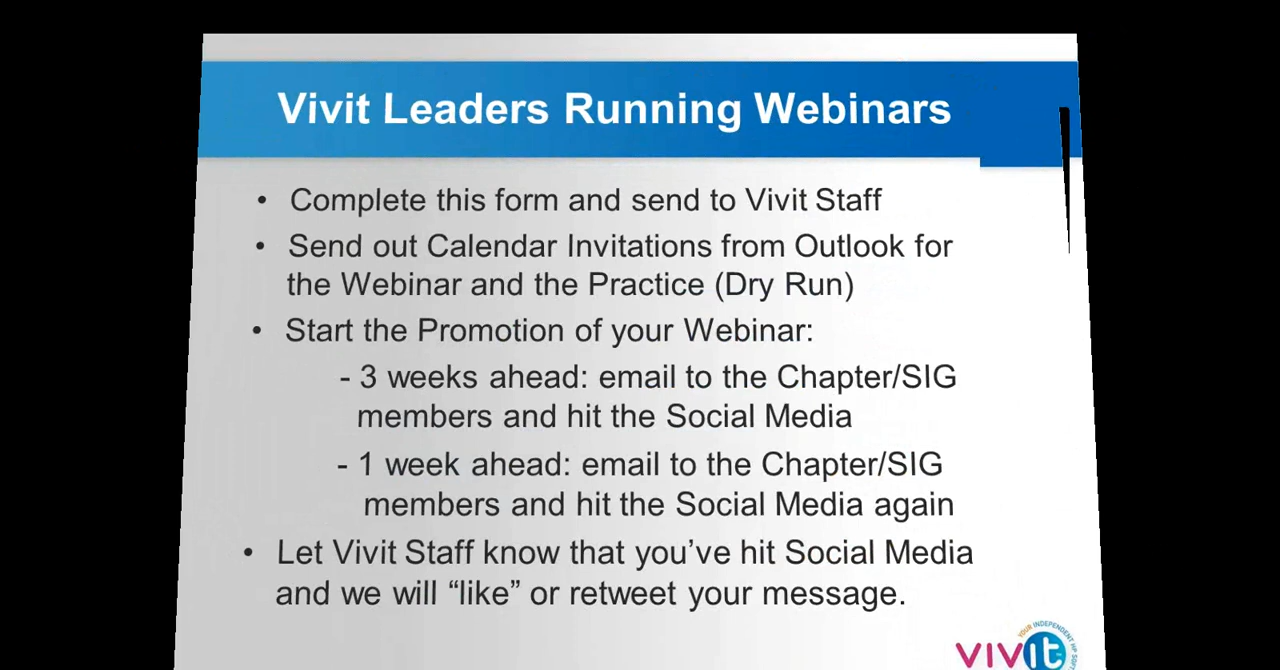 Vivit Leaders Running Webinars
• Complete this form and send to Vivit Staff
• Send out Calendar Invitations from Outlook for
the Webinar and the Practice (Dry Run)
• Start the Promotion of your Webinar:
- 3 weeks ahead: email to the Chapter/SIG
members and hit the Social Media
- 1 week ahead: email to the Chapter/SIG
members and hit the Social Media again
• Let Vivit Staff know that you’ve hit Social Media
and we will “like” or retweet your message.
YOUR INDEPENDENT HP
vivit